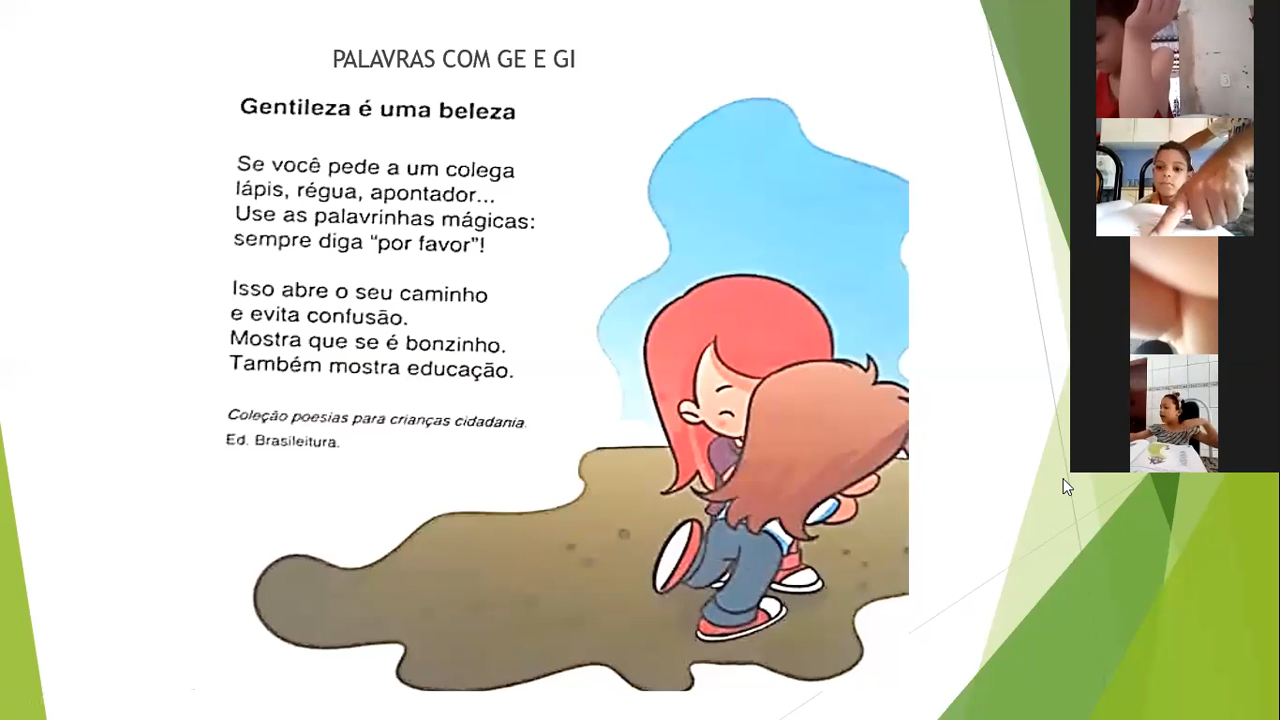 PALAVRAS COM GE E GI
Gentileza é uma beleza
Se você pede a um colega
lápis, régua, apontador...
Use as palavrinhas mágicas:
sempre diga “por favor”!
Isso abre o seu caminho
e evita confusão.
Mostra que se é bonzinho.
Também mostra educação.
Coleção poesias para crianças cidadania.
Ed. Brasileitura.